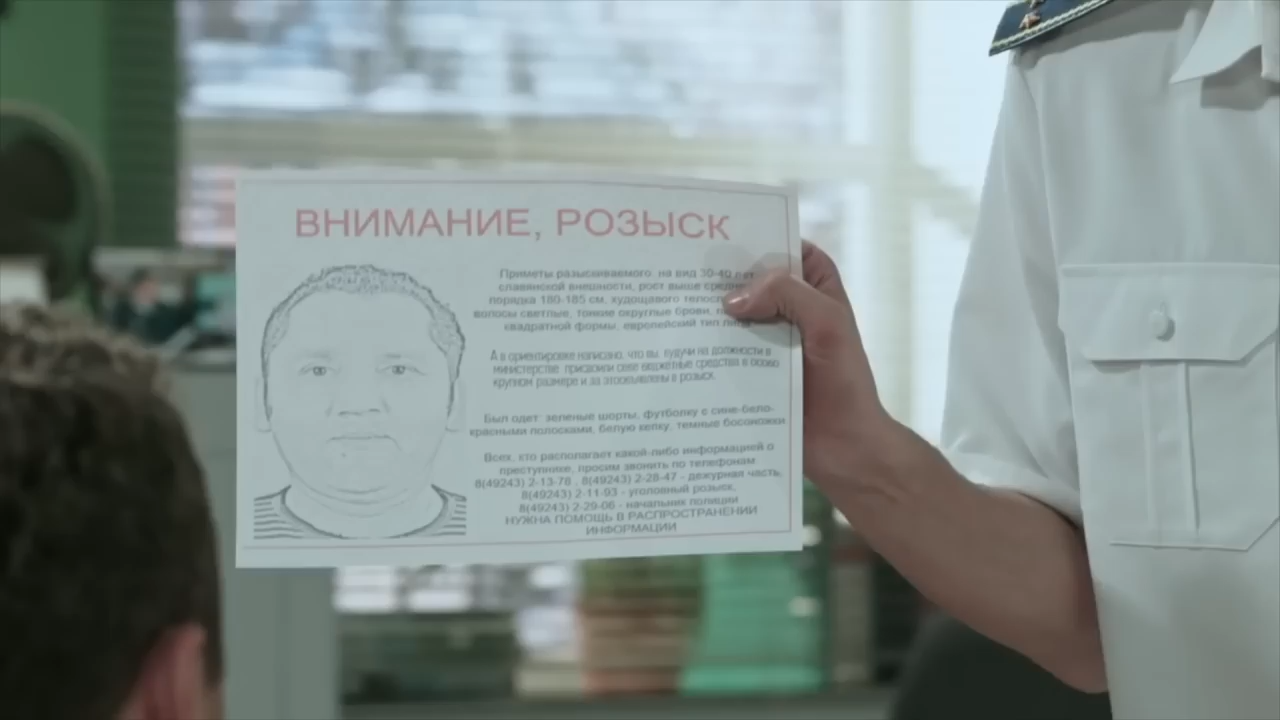 ВНИМАНИЕ, РОЗЫСК
Приметы разыскиваемого: на вид 30-40 лет,
славянской внешности, рост выше средне
порядка 180-185 см, худощавого телос
волосы светлые, тонкие округлые брови,
квадратной формы, европейский тип лица
А в ориентировке написано, что вы, будучи на должности в
министерстве, присвоили себе бюджетные средства в особо
крупном размере и за это объявлены в розыск.
Был одет: зеленые шорты, футболку с сине-бело-
красными полосками, белую кепку, темные босоножки
Всех, кто располагает какой-либо информацией о
преступнике, просим звонить по телефонам
8(49243) 2-13-78 , 8(49243) 2-28-47 - дежурная часть,
8(49243) 2-11-93 - уголовный розыск,
8(49243) 2-29-06 - начальник полиции
НУЖНА ПОМОЩЬ В РАСПРОСТРАНЕНИИ
ИНФОРМАЦИИ